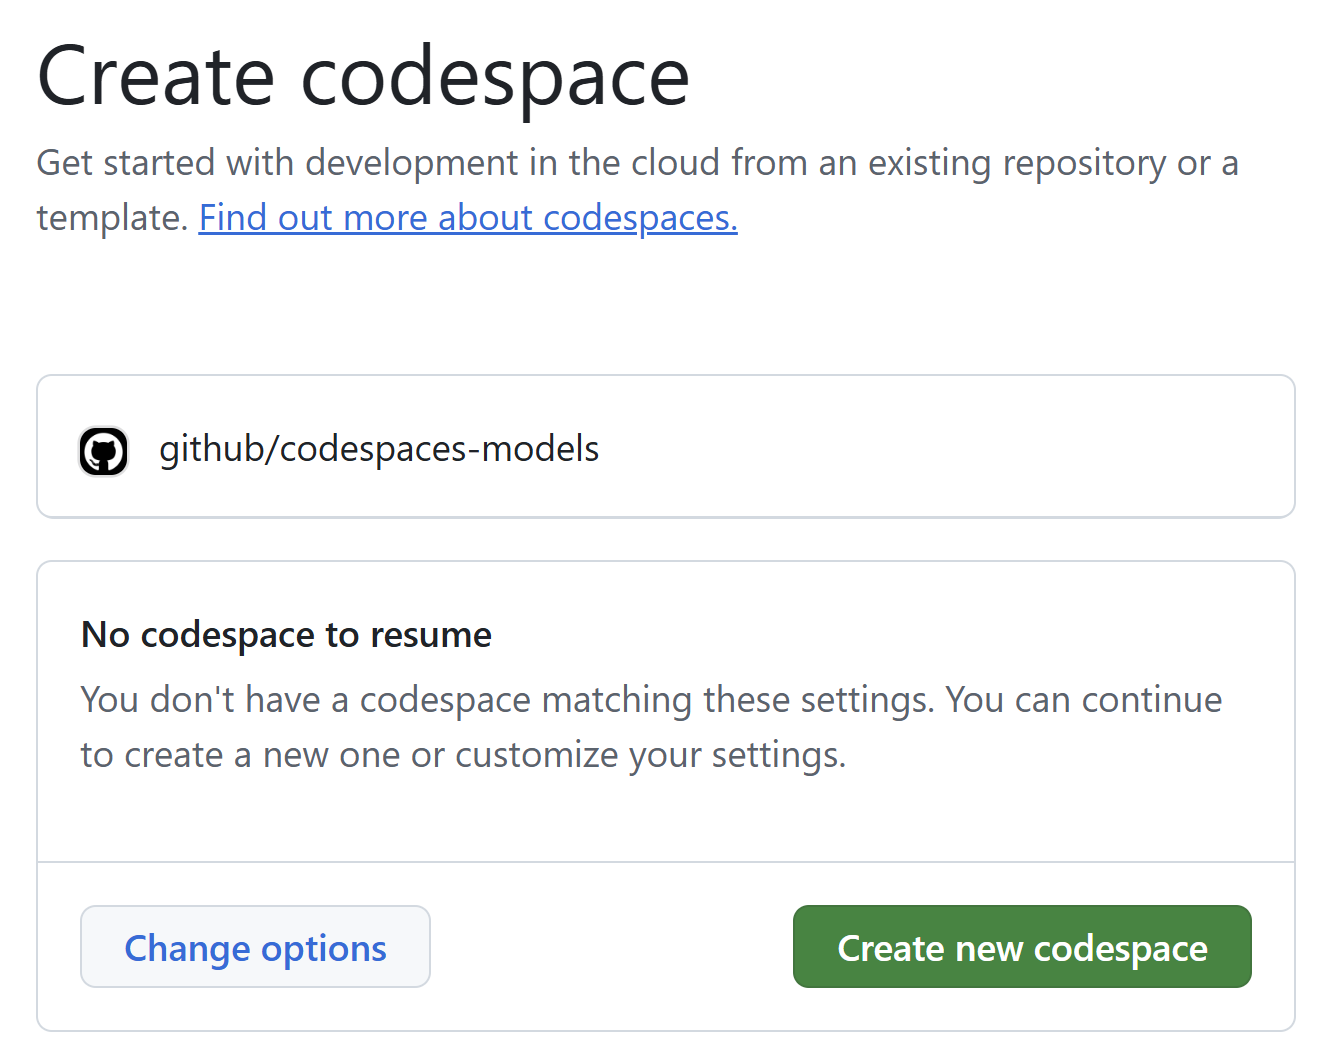 Create codespace
Get started with development in the cloud from an existing repository or a
template. Find out more about codespaces.
github/codespaces-models
No codespace to resume
You don't have a codespace matching these settings. You can continue
to create a new one or customize your settings.
Change options
Create new codespace